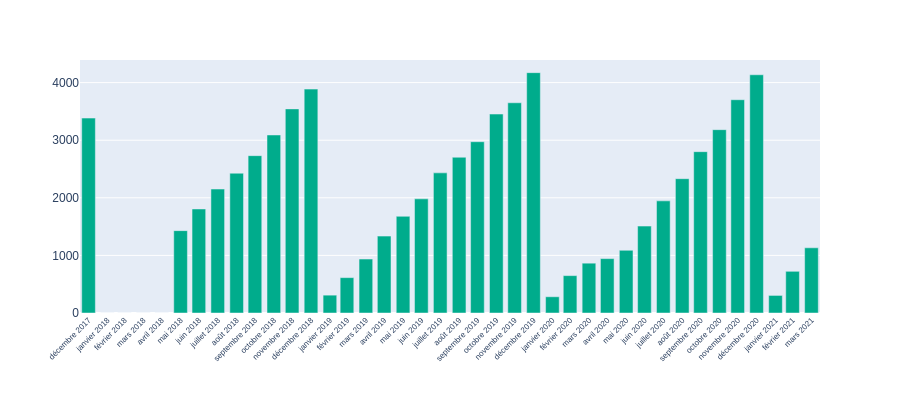 4000
3000
2000
1000
0
décembre 2017
janvier 2018
février 2018
mars 2018
avril 2018
mai 2018
juin 2018
juillet 2018
août 2018
septembre 2018
octobre 2018
novembre 2018
décembre 2018
janvier 2019
février 2019
mars 2019
avril 2019
mai 2019
juin 2019
juillet 2019
août 2019
septembre 2019
octobre 2019
novembre 2019
décembre 2019
janvier 2020
février 2020
mars 2020
avril 2020
mai 2020
juin 2020
juillet 2020
août 2020
septembre 2020
octobre 2020
novembre 2020
décembre 2020
janvier 2021
février 2021
mars 2021